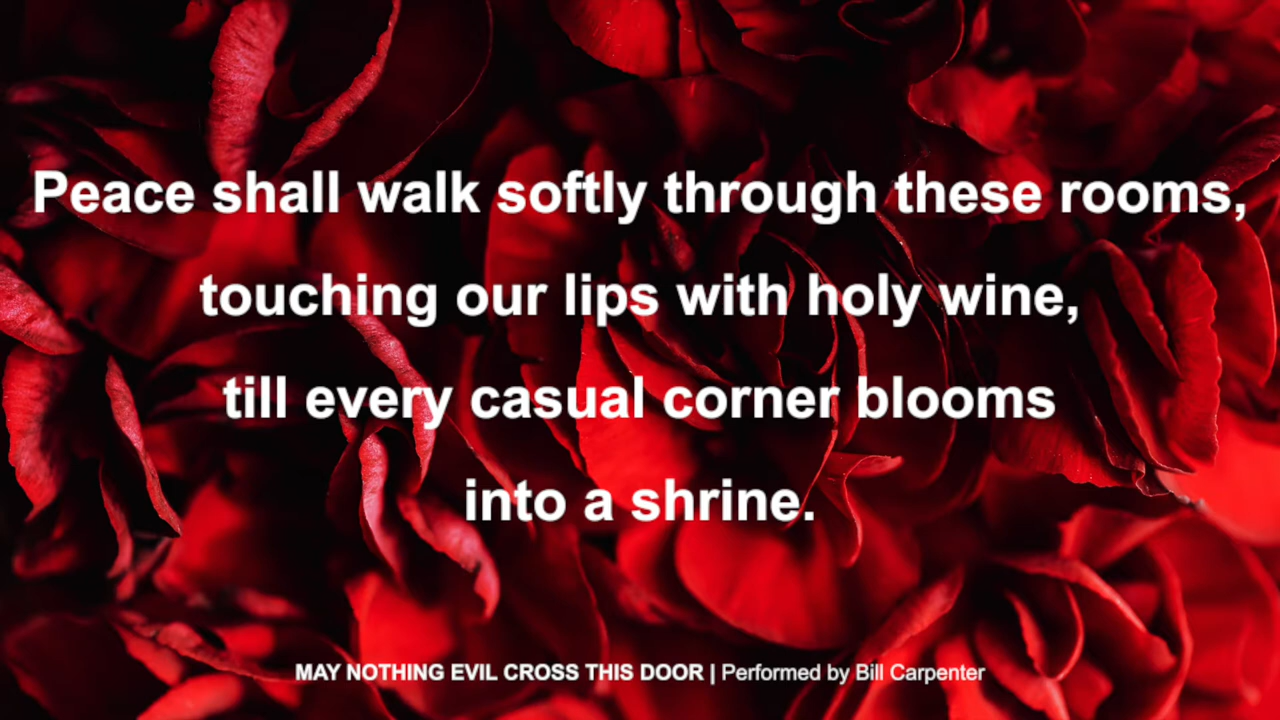 Peace shall walk softly through these rooms,
touching our lips with holy wine,
till every casual corner blooms
into a shrine.
MAY NOTHING EVIL CROSS THIS DOOR | Performed by Bill Carpenter